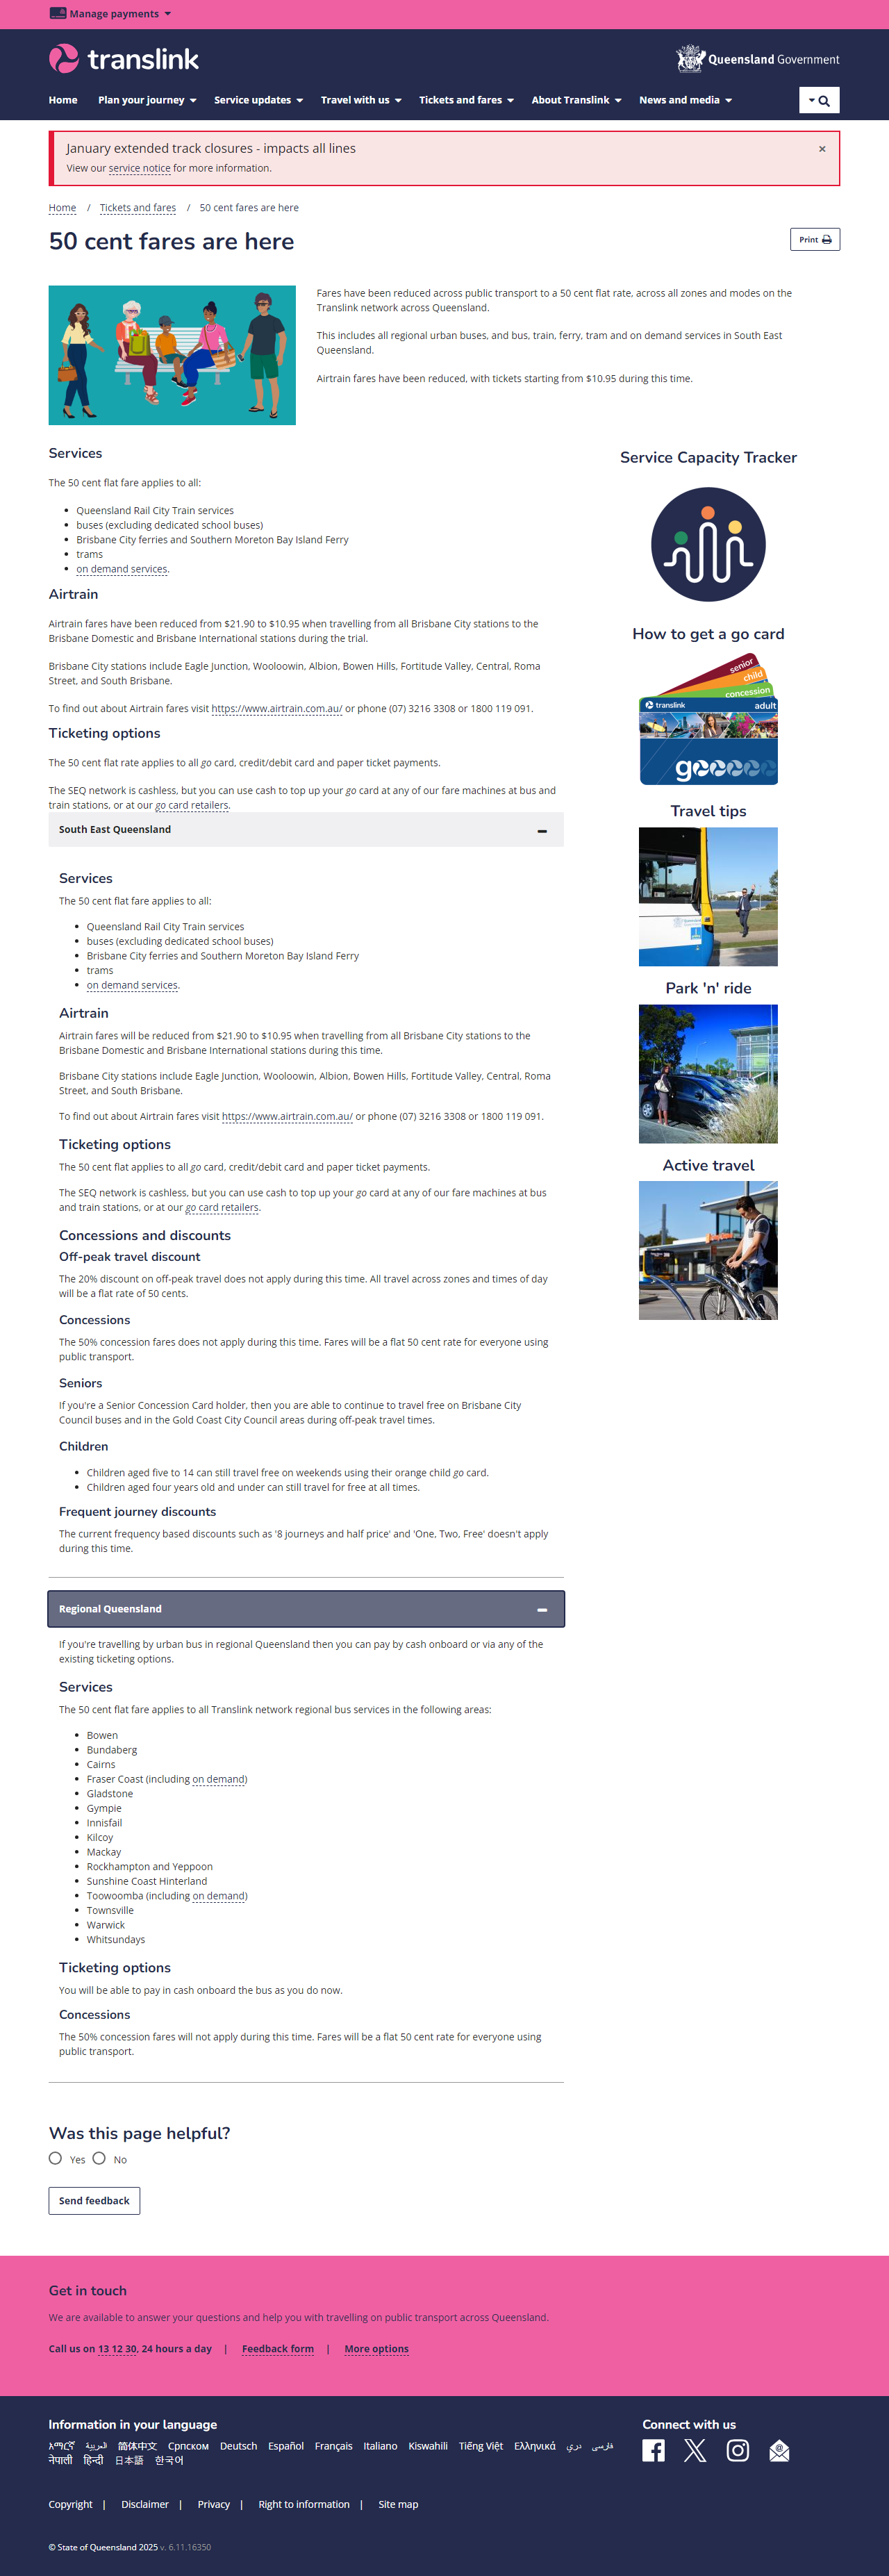 Manage payments
translink
Queensland Government
Home Plan your journey Service updates Travel with us Tickets and fares About Translink News and media
January extended track closures - impacts all lines ×
View our service notice for more information.
Home / Tickets and fares / 50 cent fares are here
50 cent fares are here
Print
Fares have been reduced across public transport to a 50 cent flat rate, across all zones and modes on the
Translink network across Queensland.
This includes all regional urban buses, and bus, train, ferry, tram and on demand services in South East
Queensland.
Airtrain fares have been reduced, with tickets starting from $10.95 during this time.
Services
The 50 cent flat fare applies to all:
• Queensland Rail City Train services
• buses (excluding dedicated school buses)
• Brisbane City ferries and Southern Moreton Bay Island Ferry
• trams
• on demand services.
Airtrain
Airtrain fares have been reduced from $21.90 to $10.95 when travelling from all Brisbane City stations to the
Brisbane Domestic and Brisbane International stations during the trial.
Brisbane City stations include Eagle Junction, Wooloowin, Albion, Bowen Hills, Fortitude Valley, Central, Roma
Street, and South Brisbane.
To find out about Airtrain fares visit https://www.airtrain.com.au/ or phone (07) 3216 3308 or 1800 119 091.
Ticketing options
The 50 cent flat rate applies to all go card, credit/debit card and paper ticket payments.
The SEQ network is cashless, but you can use cash to top up your go card at any of our fare machines at bus and
train stations, or at our go card retailers.
South East Queensland
Services
The 50 cent flat fare applies to all:
• Queensland Rail City Train services
• buses (excluding dedicated school buses)
• Brisbane City ferries and Southern Moreton Bay Island Ferry
• trams
• on demand services.
Airtrain
Airtrain fares will be reduced from $21.90 to $10.95 when travelling from all Brisbane City stations to the
Brisbane Domestic and Brisbane International stations during this time.
Brisbane City stations include Eagle Junction, Wooloowin, Albion, Bowen Hills, Fortitude Valley, Central, Roma
Street, and South Brisbane.
To find out about Airtrain fares visit https://www.airtrain.com.au/ or phone (07) 3216 3308 or 1800 119 091.
Ticketing options
The 50 cent flat applies to all go card, credit/debit card and paper ticket payments.
The SEQ network is cashless, but you can use cash to top up your go card at any of our fare machines at bus
and train stations, or at our go card retailers.
Concessions and discounts
Off-peak travel discount
The 20% discount on off-peak travel does not apply during this time. All travel across zones and times of day
will be a flat rate of 50 cents.
Concessions
The 50% concession fares does not apply during this time. Fares will be a flat 50 cent rate for everyone using
public transport.
Seniors
If you're a Senior Concession Card holder, then you are able to continue to travel free on Brisbane City
Council buses and in the Gold Coast City Council areas during off-peak travel times.
Children
• Children aged five to 14 can still travel free on weekends using their orange child go card.
• Children aged four years old and under can still travel for free at all times.
Frequent journey discounts
The current frequency based discounts such as '8 journeys and half price' and 'One, Two, Free' doesn't apply
during this time.
Regional Queensland
If you're travelling by urban bus in regional Queensland then you can pay by cash onboard or via any of the
existing ticketing options.
Services
The 50 cent flat fare applies to all Translink network regional bus services in the following areas:
• Bowen
• Bundaberg
• Cairns
• Fraser Coast (including on demand)
• Gladstone
• Gympie
• Innisfail
• Kilcoy
• Mackay
• Rockhampton and Yeppoon
• Sunshine Coast Hinterland
• Toowoomba (including on demand)
• Townsville
• Warwick
• Whitsundays
Ticketing options
You will be able to pay in cash onboard the bus as you do now.
Concessions
The 50% concession fares will not apply during this time. Fares will be a flat 50 cent rate for everyone using
public transport.
Service Capacity Tracker
How to get a go card
senior
child
concession
translink adult
go
Travel tips
Park 'n' ride
Active travel
Was this page helpful?
Yes No
Send feedback
Get in touch
We are available to answer your questions and help you with travelling on public transport across Queensland.
Call us on 13 12 30, 24 hours a day | Feedback form | More options
Information in your language
አማርኛ العربية 简体中文 Српском Deutsch Español Français Italiano Kiswahili Tiếng Việt Ελληνικά دري فارسی
नेपाली हिन्दी 日本語 한국어
Connect with us
Copyright | Disclaimer | Privacy | Right to information | Site map
© State of Queensland 2025 v. 6.11.16350